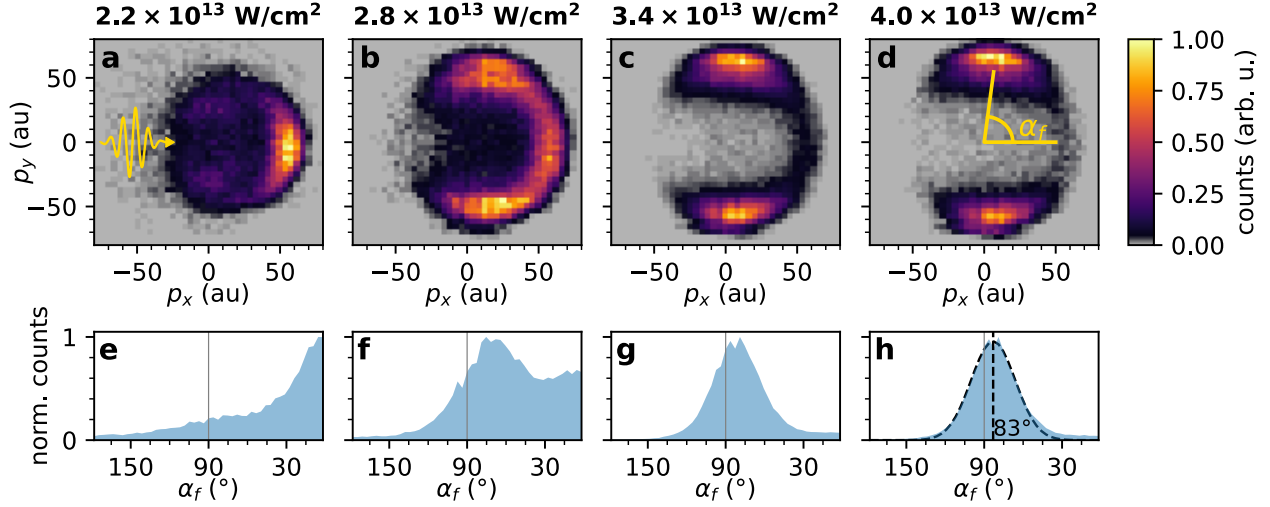 2.2 × 10¹³ W/cm² 2.8 × 10¹³ W/cm² 3.4 × 10¹³ W/cm² 4.0 × 10¹³ W/cm²
a b c d
50
0
−50
p_y (au)
α_f
−50 0 50 −50 0 50 −50 0 50 −50 0 50
p_x (au) p_x (au) p_x (au) p_x (au)
1.00
0.75
0.50
0.25
0.00
counts (arb. u.)
e f g h
1
0
norm. counts
83°
150 90 30 150 90 30 150 90 30 150 90 30
α_f (°) α_f (°) α_f (°) α_f (°)